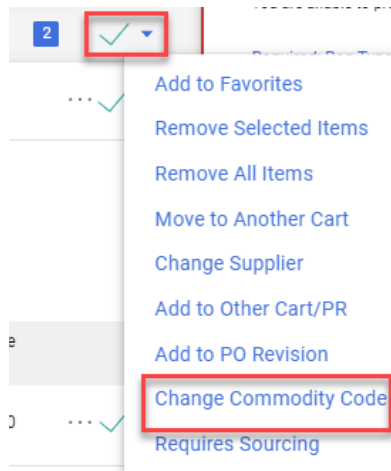 2
Add to Favorites
Remove Selected Items
Remove All Items
Move to Another Cart
Change Supplier
Add to Other Cart/PR
Add to PO Revision
Change Commodity Code
Requires Sourcing